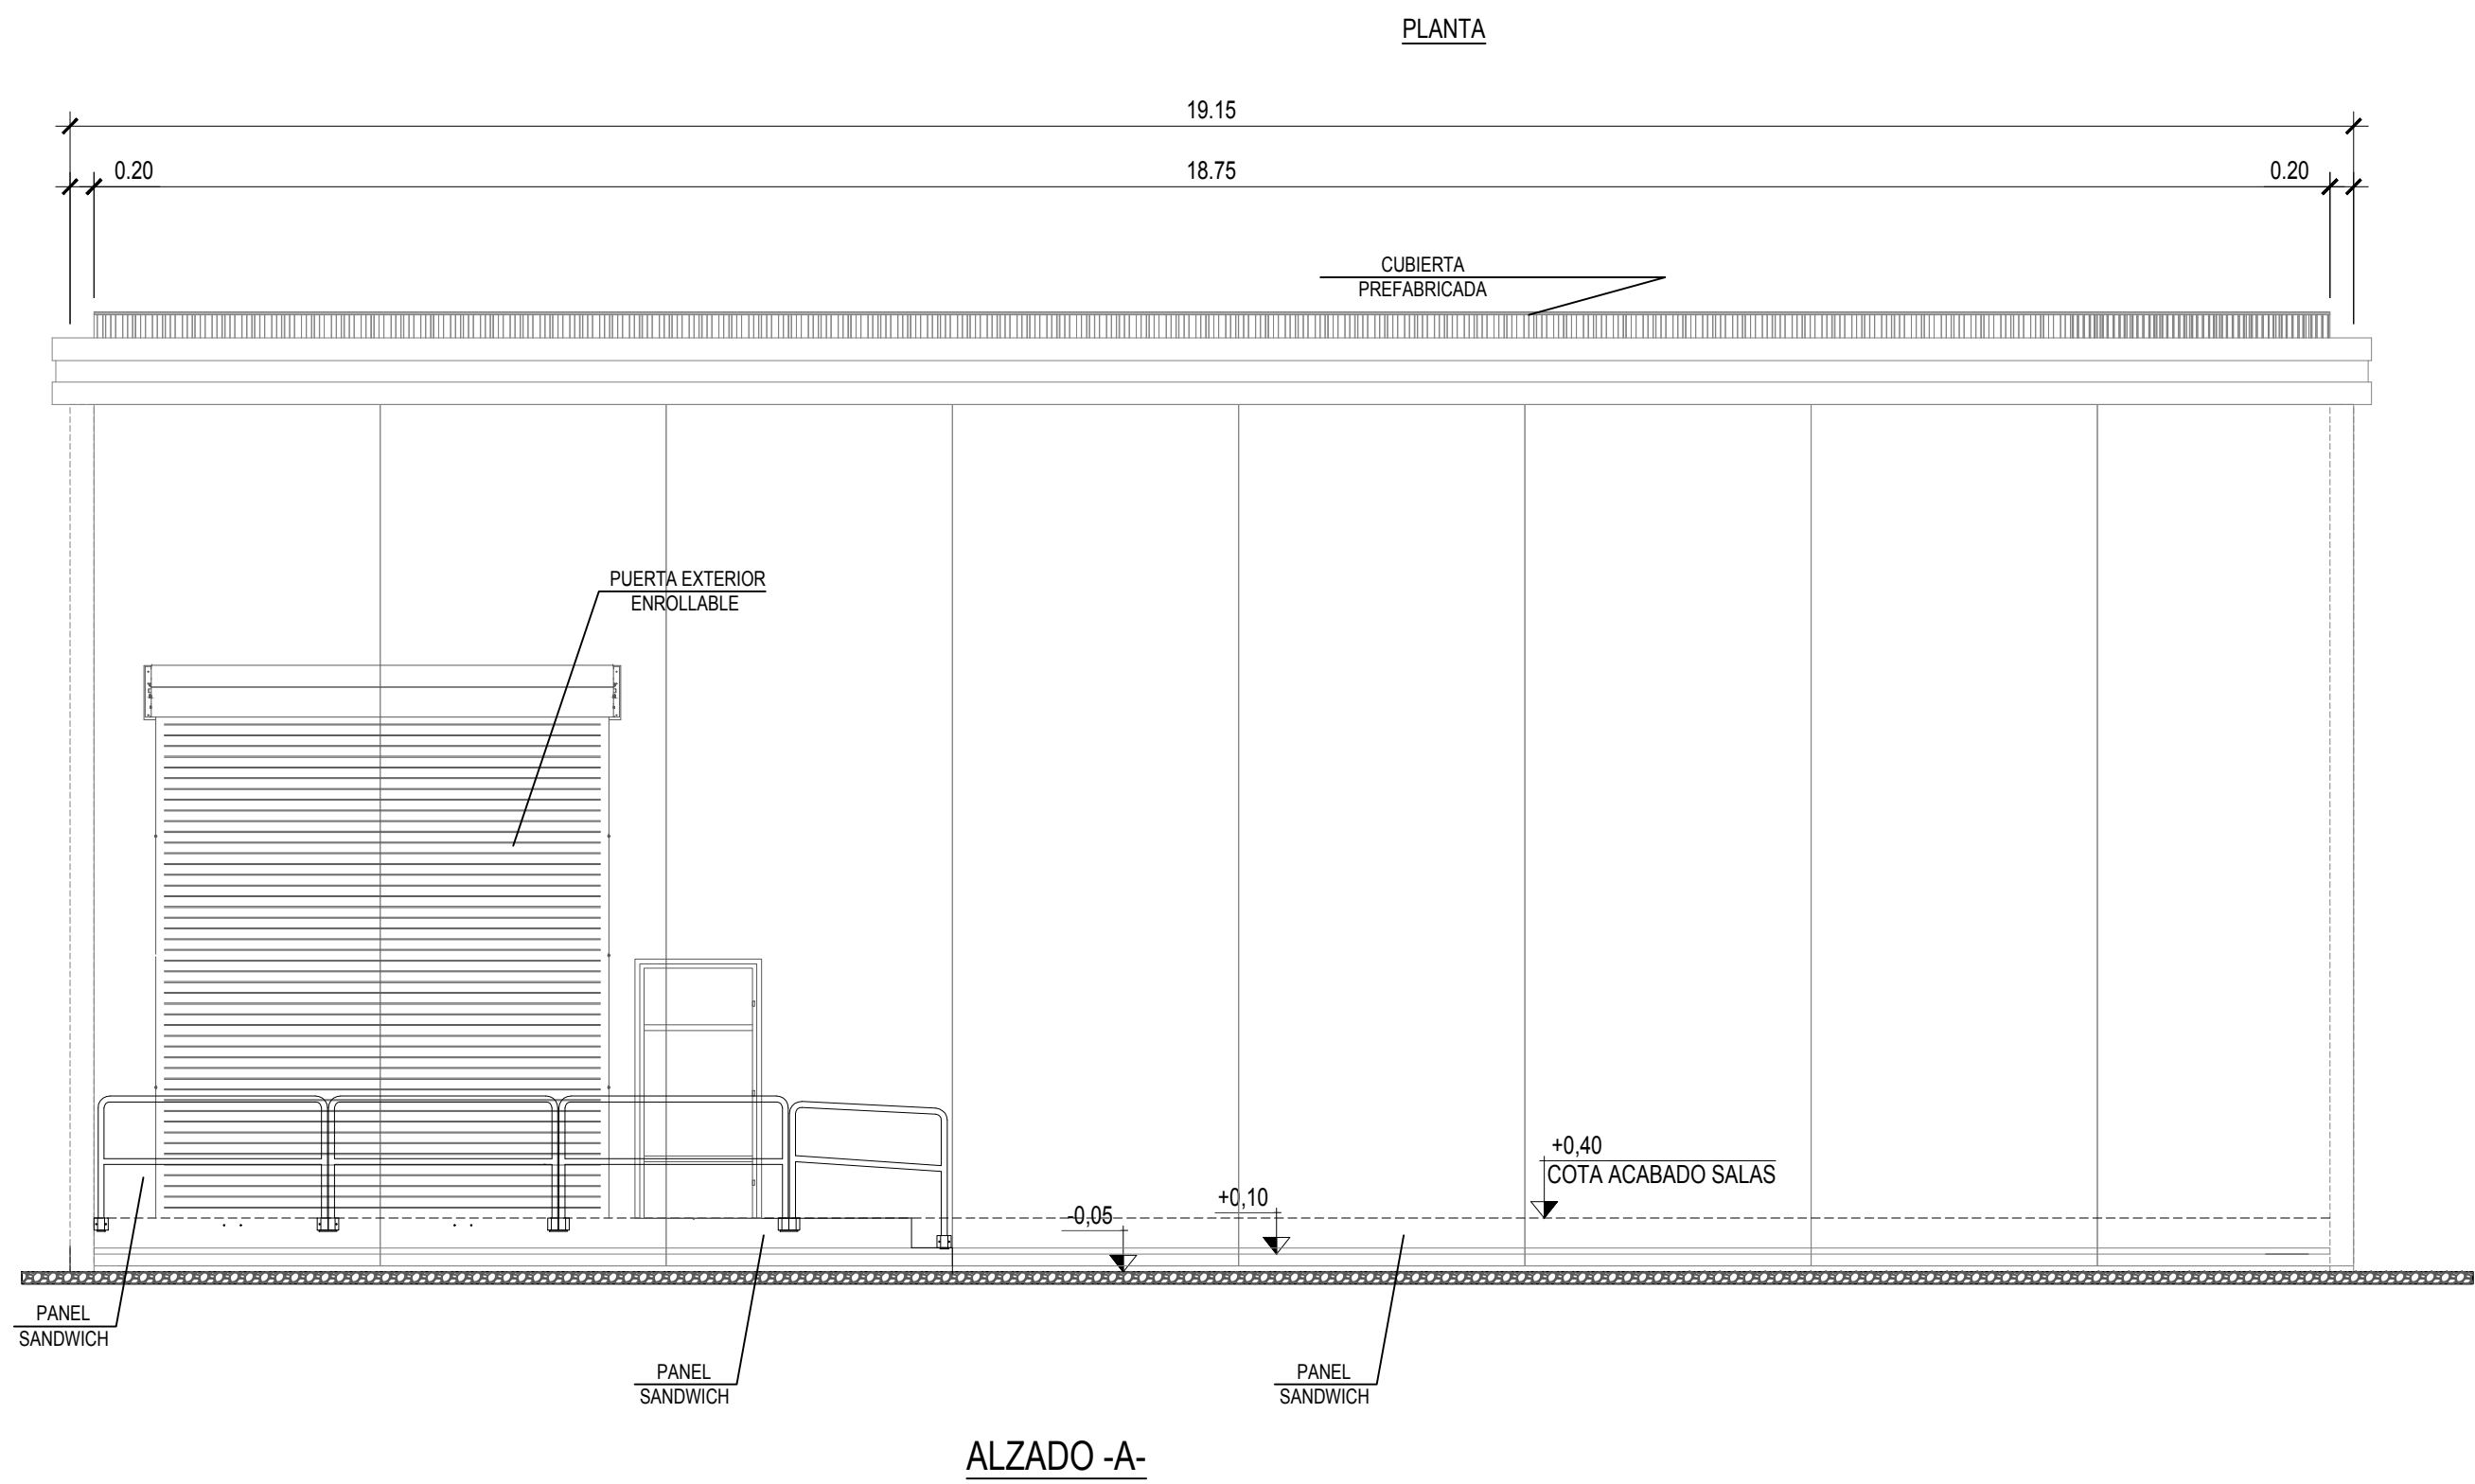 PLANTA
19.15
0.20
18.75
0.20
CUBIERTA
PREFABRICADA
PUERTA EXTERIOR
ENROLLABLE
+0,40
COTA ACABADO SALAS
+0,10
-0,05
PANEL
SANDWICH
PANEL
SANDWICH
PANEL
SANDWICH
ALZADO -A-